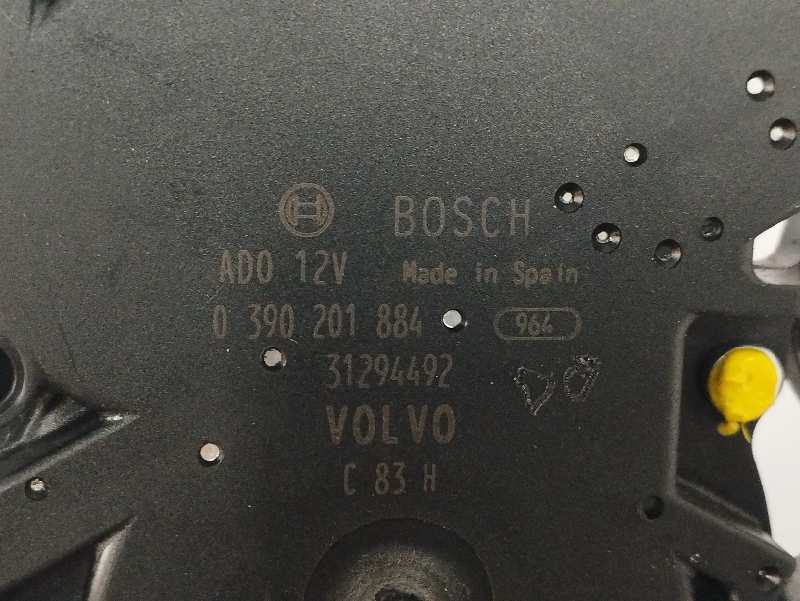 BOSCH
ADO 12V Made in Spain
0 390 201 884 964
31294492
VOLVO
C 83 H